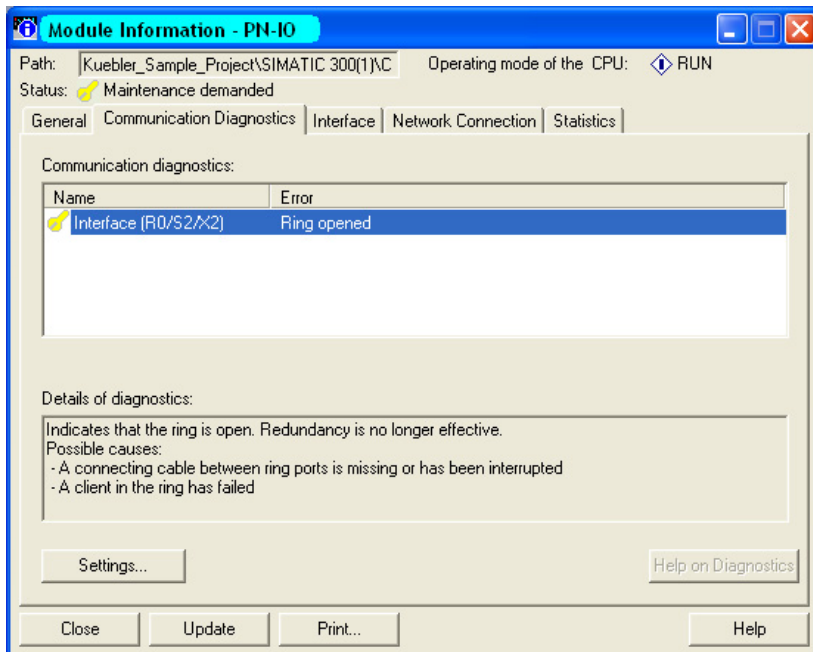 Module Information - PN-IO
Path: Kuebler_Sample_Project\SIMATIC 300(1)\C Operating mode of the CPU: RUN
Status: Maintenance demanded
General Communication Diagnostics Interface Network Connection Statistics
Communication diagnostics:
Name Error
Interface (R0/S2/X2) Ring opened
Details of diagnostics:
Indicates that the ring is open. Redundancy is no longer effective.
Possible causes:
- A connecting cable between ring ports is missing or has been interrupted
- A client in the ring has failed
Settings... Help on Diagnostics
Close Update Print... Help